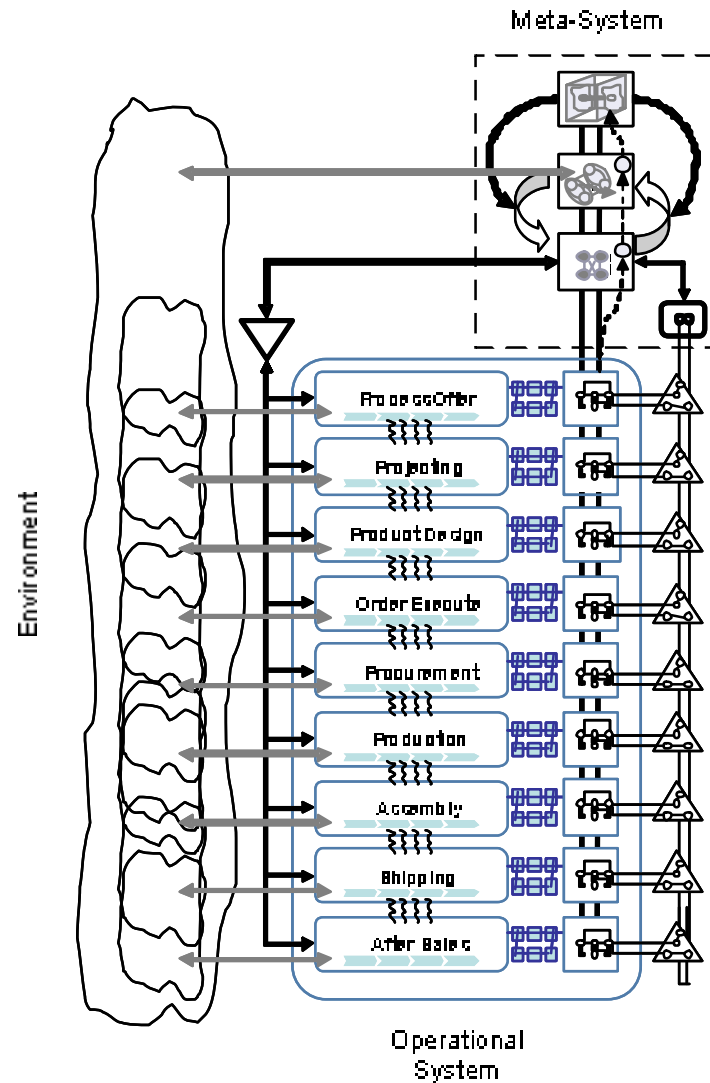 Meta-System
Environment
ProcessOffer
Projecting
Product Design
Order Execute
Procurement
Production
Assembly
Shipping
After Sales
Operational
System